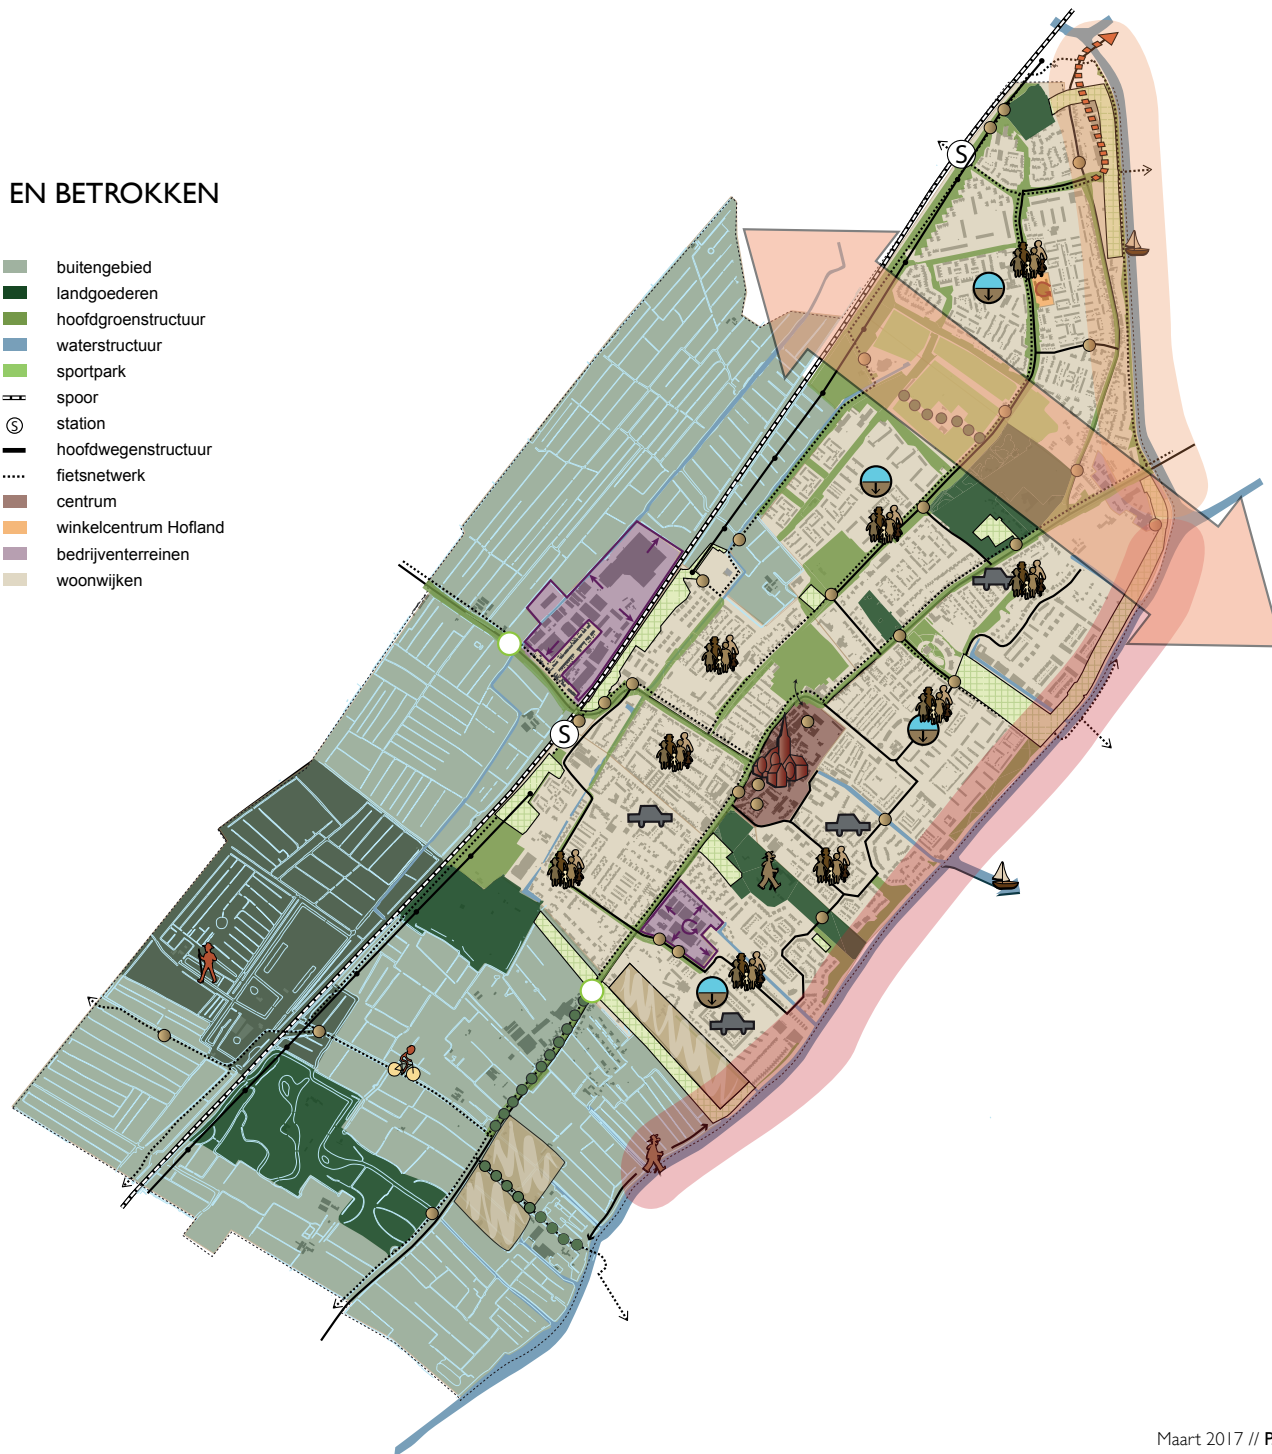 EN BETROKKEN
buitengebied
landgoederen
hoofdgroenstructuur
waterstructuur
sportpark
spoor
S station
hoofdwegenstructuur
fietsnetwerk
centrum
winkelcentrum Hofland
bedrijventerreinen
woonwijken
S
S
Maart 2017 // P